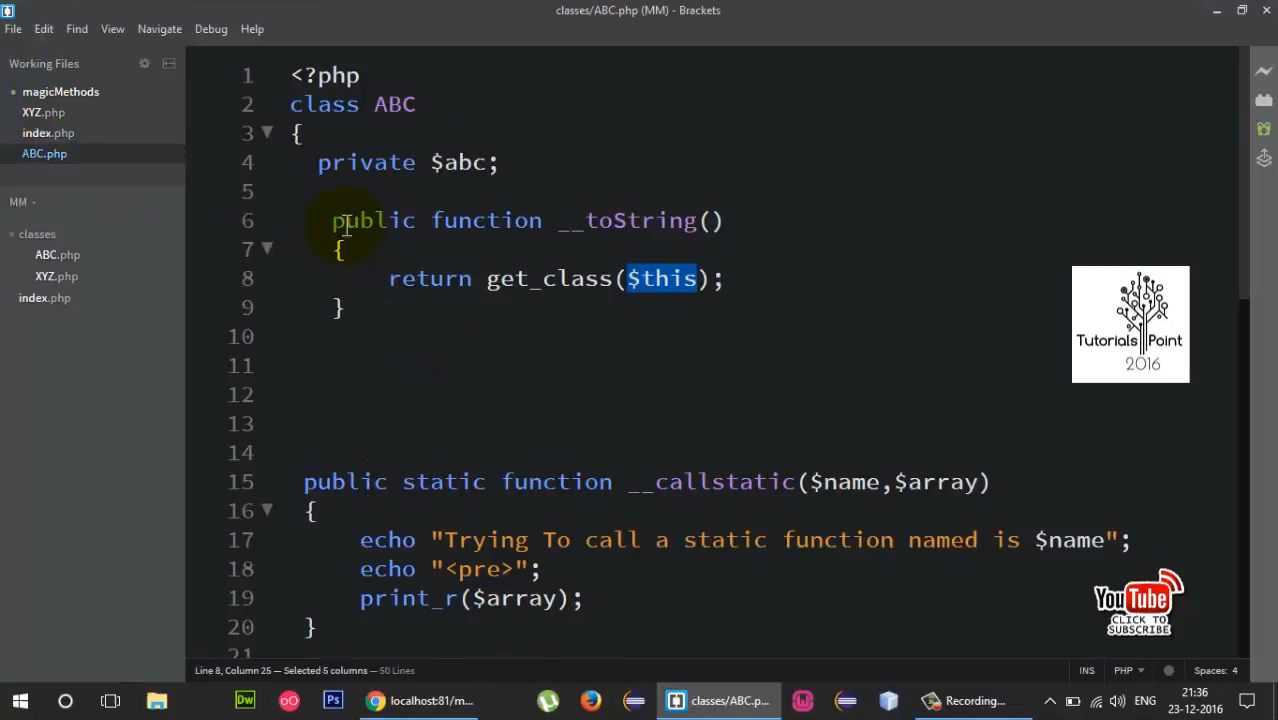 classes/ABC.php (MM) - Brackets
File Edit Find View Navigate Debug Help
Working Files
magicMethods
XYZ.php
index.php
ABC.php
MM
classes
ABC.php
XYZ.php
index.php
1 <?php
2 class ABC
3 {
4 private $abc;
5
6 public function __toString()
7 {
8 return get_class($this);
9 }
10
11
12
13
14
15 public static function __callstatic($name,$array)
16 {
17 echo "Trying To call a static function named is $name";
18 echo "<pre>";
19 print_r($array);
20 }
21
Tutorials Point
2016
YouTube
CLICK TO
SUBSCRIBE
Line 8, Column 25 — Selected 5 columns — 50 Lines
INS PHP Spaces: 4
Dw
Ps
localhost:81/m...
classes/ABC.p...
Recording...
ENG
21:36
23-12-2016